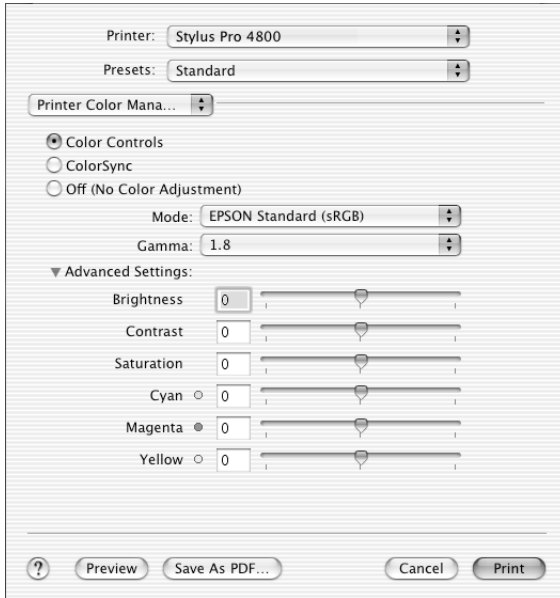 Printer: Stylus Pro 4800
Presets: Standard
Printer Color Mana...
Color Controls
ColorSync
Off (No Color Adjustment)
Mode: EPSON Standard (sRGB)
Gamma: 1.8
Advanced Settings:
Brightness 0
Contrast 0
Saturation 0
Cyan 0
Magenta 0
Yellow 0
? Preview Save As PDF... Cancel Print